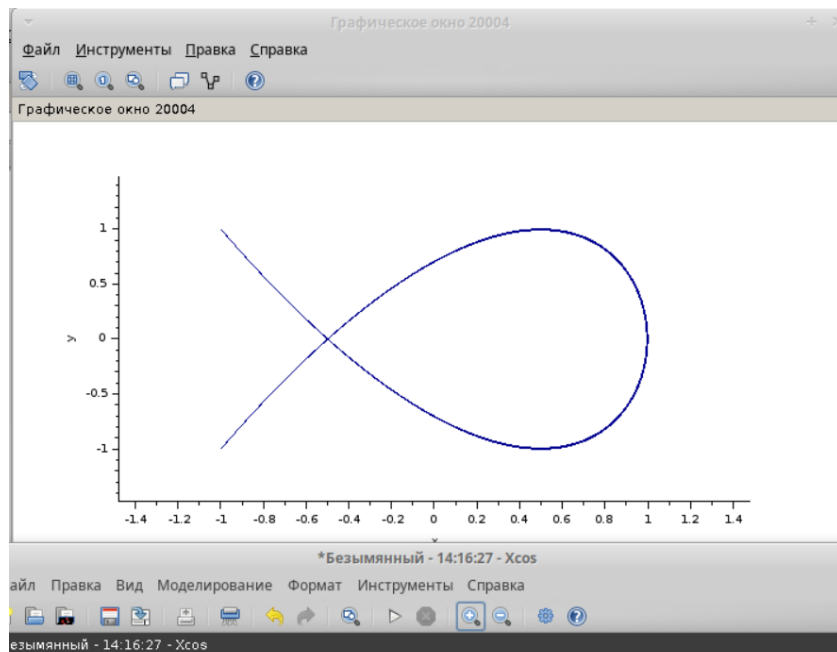 Графическое окно 20004
Файл Инструменты Правка Справка
Графическое окно 20004
1
0.5
y
0
-0.5
-1
-1.4 -1.2 -1 -0.8 -0.6 -0.4 -0.2 0 0.2 0.4 0.6 0.8 1 1.2 1.4
*Безымянный - 14:16:27 - Xcos
айл Правка Вид Моделирование Формат Инструменты Справка
езымянный - 14:16:27 - Xcos